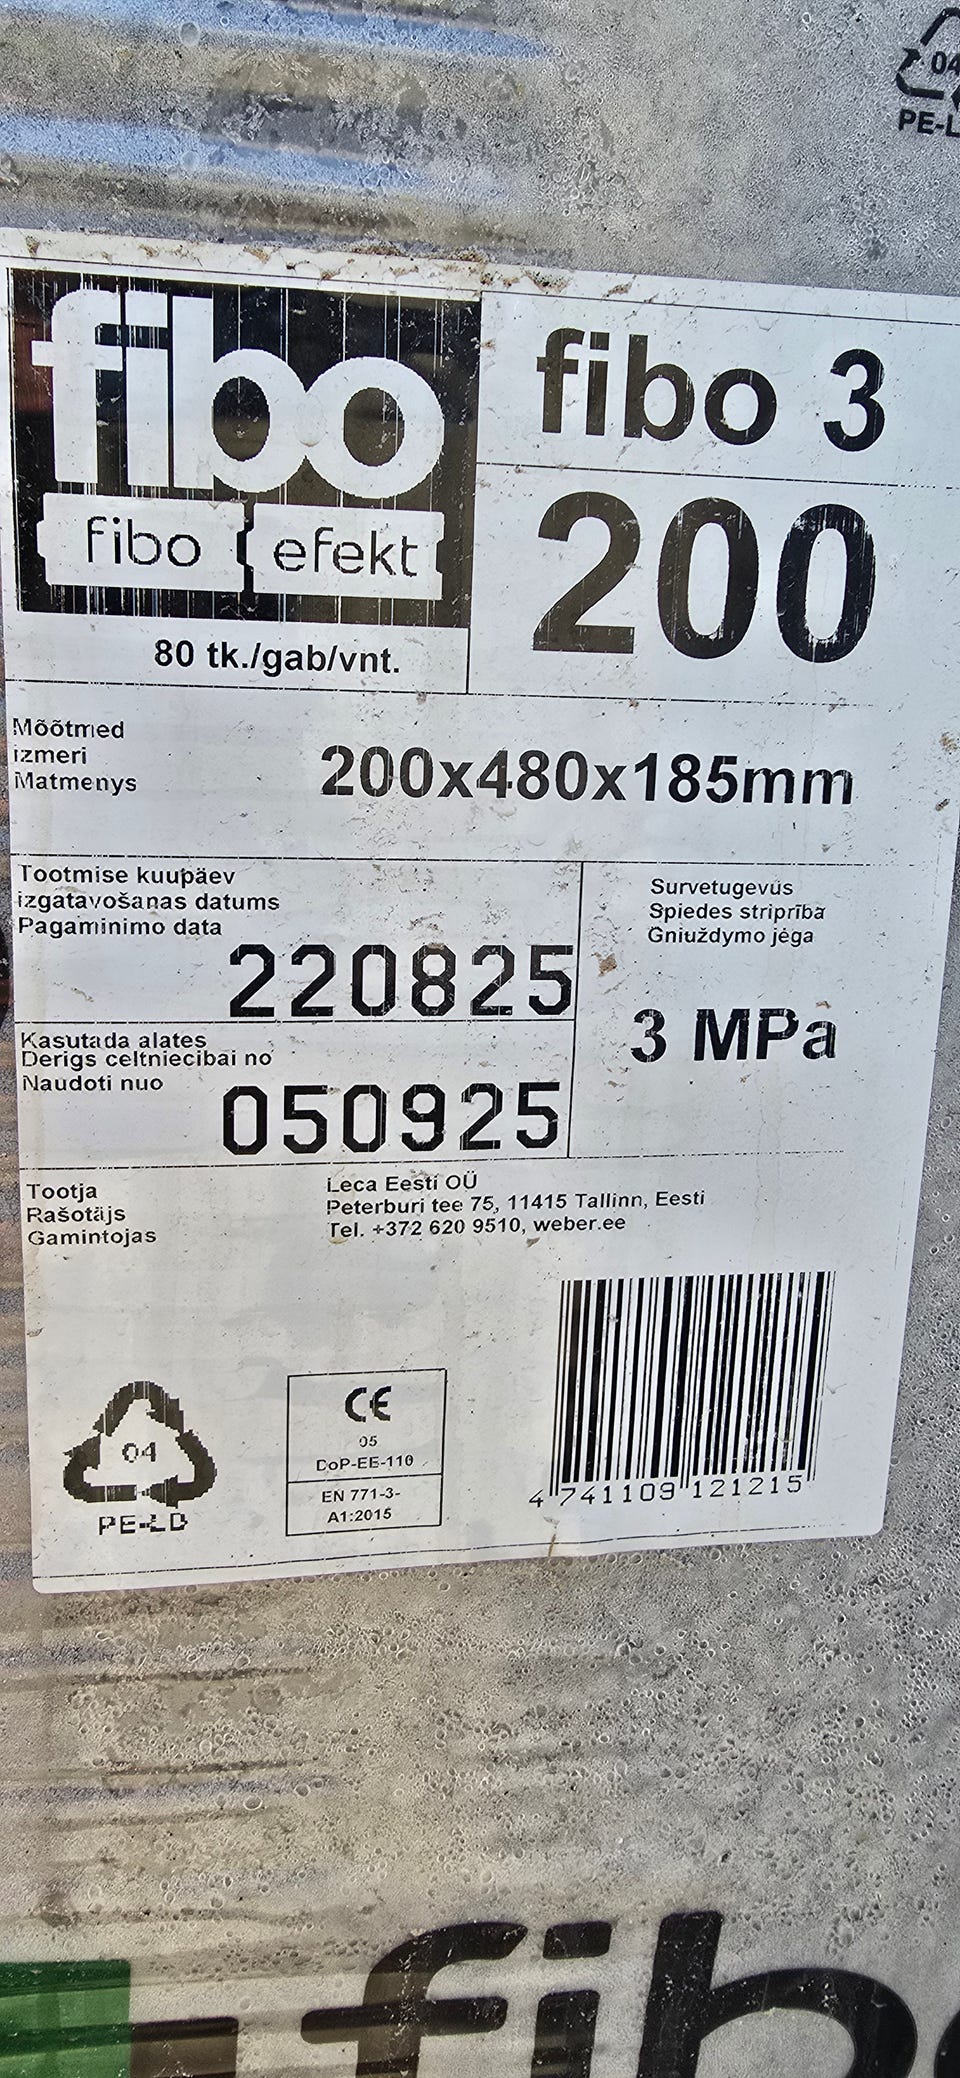 04
PE-L
fibo
fibo efekt
80 tk./gab/vnt.
fibo 3
200
Mõõtmed
izmeri
Matmenys
200x480x185mm
Tootmise kuupäev
izgatavošanas datums
Pagaminimo data
220825
Kasutada alates
Derigs celtniecibai no
Naudoti nuo
050925
Survetugevus
Spiedes striprība
Gniuždymo jėga
3 MPa
Tootja
Rašotājs
Gamintojas
Leca Eesti OÜ
Peterburi tee 75, 11415 Tallinn, Eesti
Tel. +372 620 9510, weber.ee
04
PE-LD
CE
05
DoP-EE-110
EN 771-3-
A1:2015
4 741109 121215
fibo